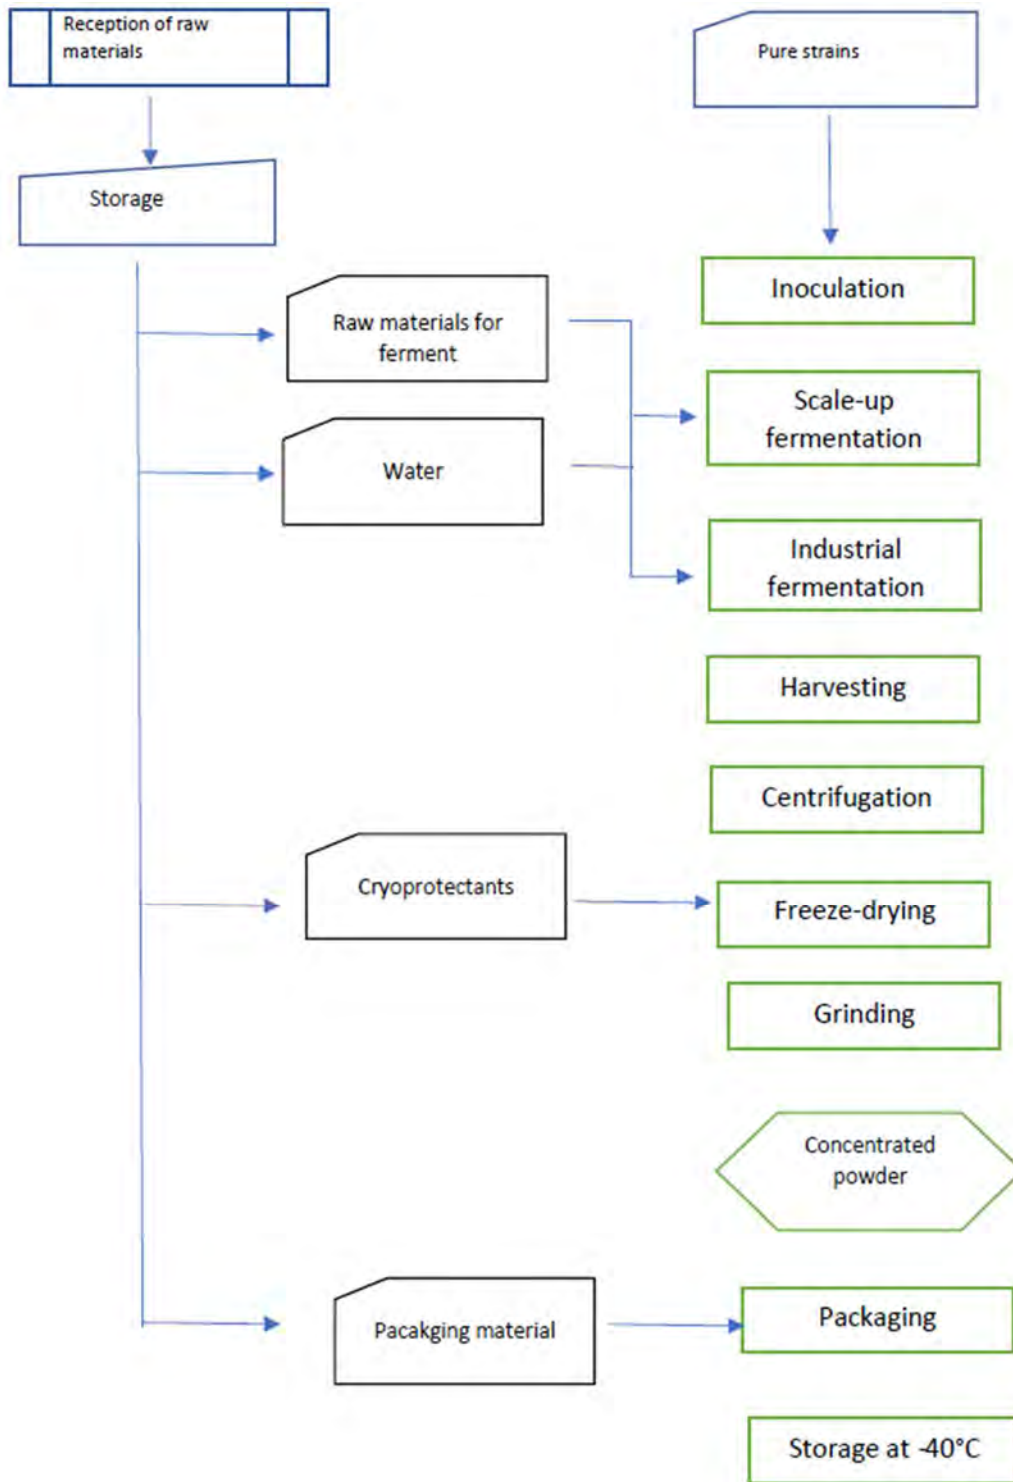 Reception of raw
materials
Pure strains
Storage
Inoculation
Raw materials for
ferment
Scale-up
fermentation
Water
Industrial
fermentation
Harvesting
Centrifugation
Cryoprotectants
Freeze-drying
Grinding
Concentrated
powder
Pacakging material
Packaging
Storage at -40°C